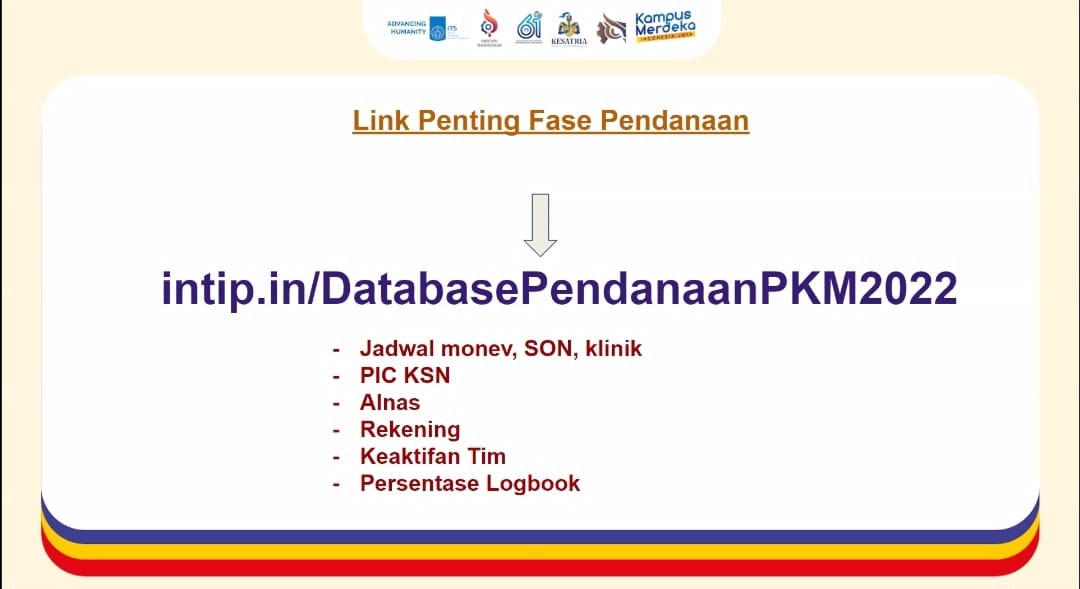 ADVANCING
HUMANITY
ITS
61
KESATRIA
Kampus
Merdeka
INDONESIA JAYA
Link Penting Fase Pendanaan
intip.in/DatabasePendanaanPKM2022
- Jadwal monev, SON, klinik
- PIC KSN
- Alnas
- Rekening
- Keaktifan Tim
- Persentase Logbook